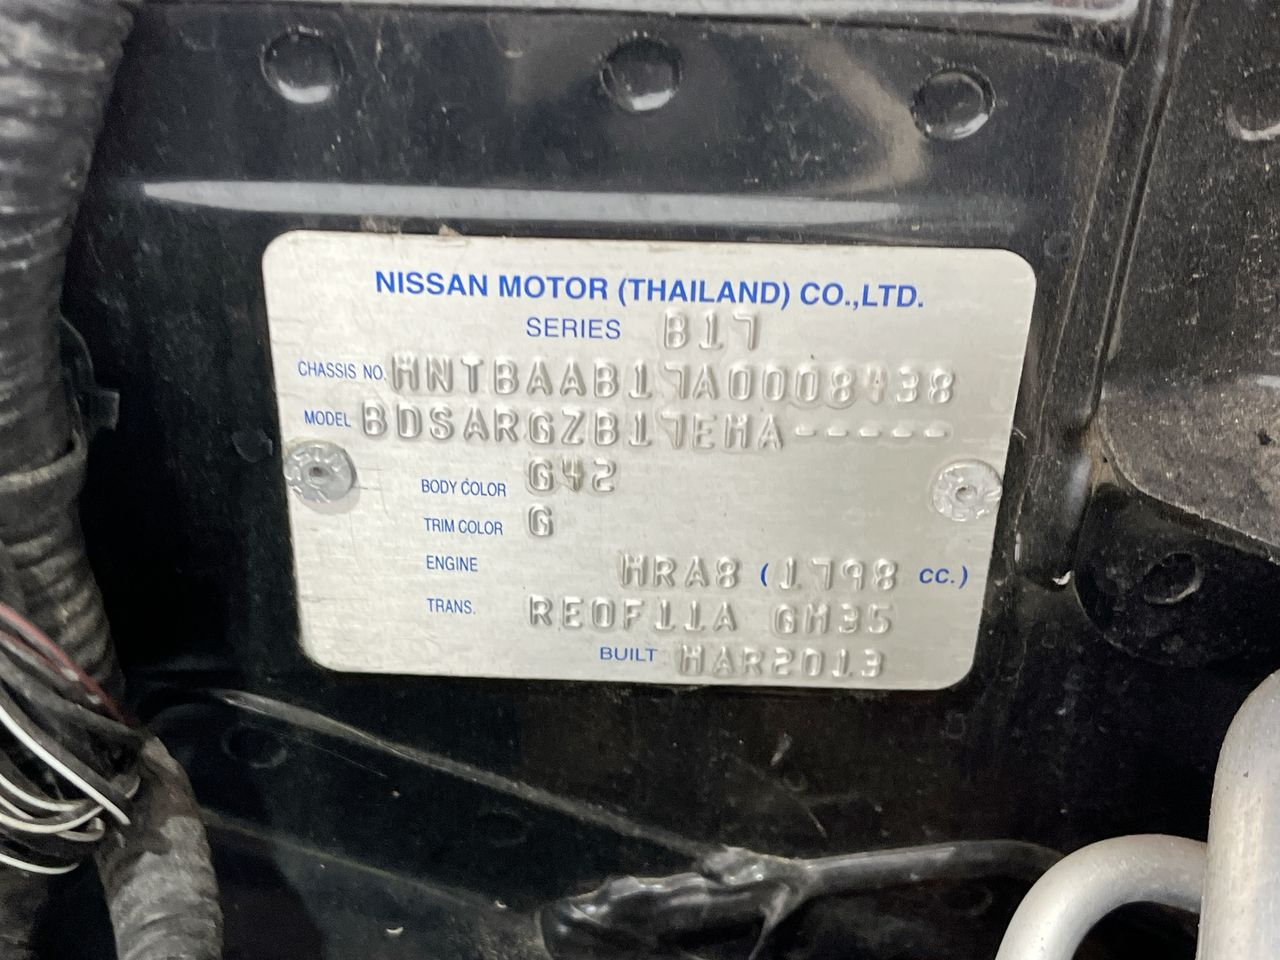 NISSAN MOTOR (THAILAND) CO.,LTD.
SERIES B17
CHASSIS NO. MNTBAAB17A0008438
MODEL BDSARGZB17EMA-----
BODY COLOR G42
TRIM COLOR G
ENGINE MRA8 (1798 CC.)
TRANS. RE0F11A GM35
BUILT MAR2013